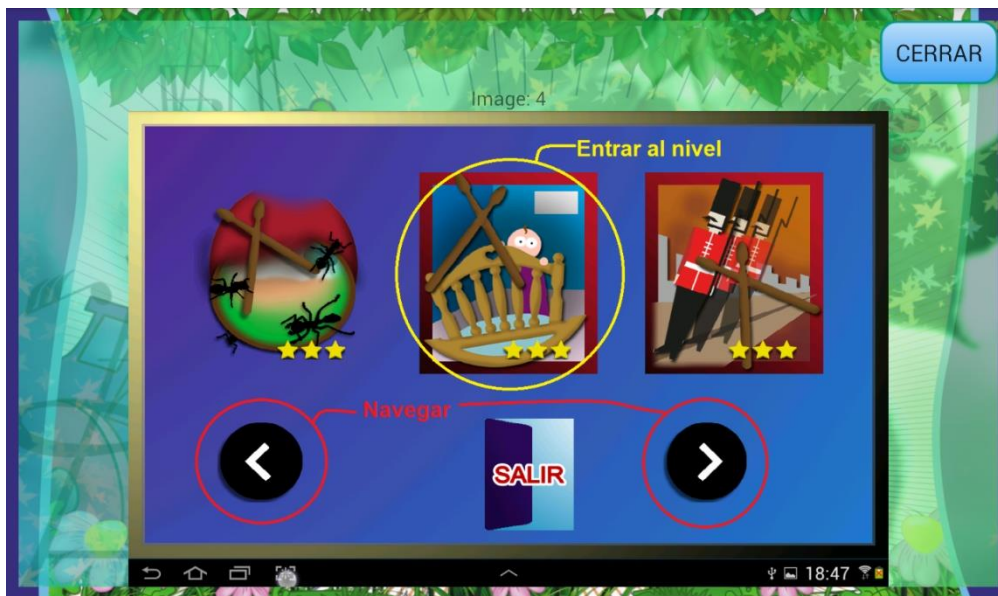 CERRAR
Image: 4
Entrar al nivel
Navegar
SALIR
18:47